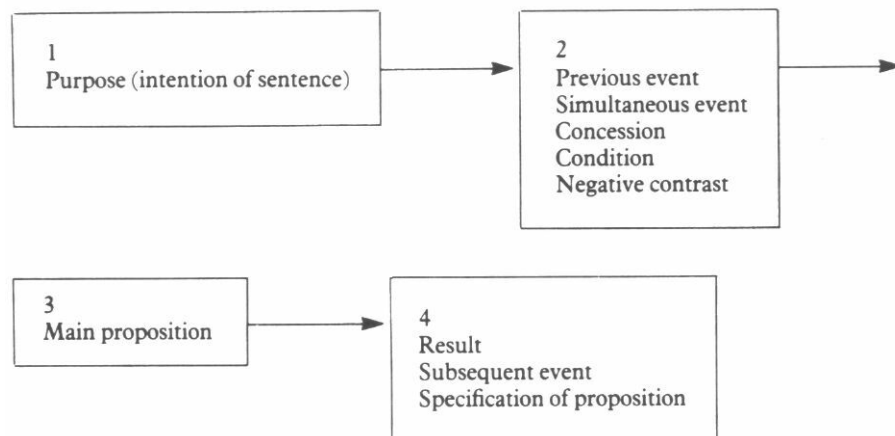 1
Purpose (intention of sentence)
2
Previous event
Simultaneous event
Concession
Condition
Negative contrast
3
Main proposition
4
Result
Subsequent event
Specification of proposition